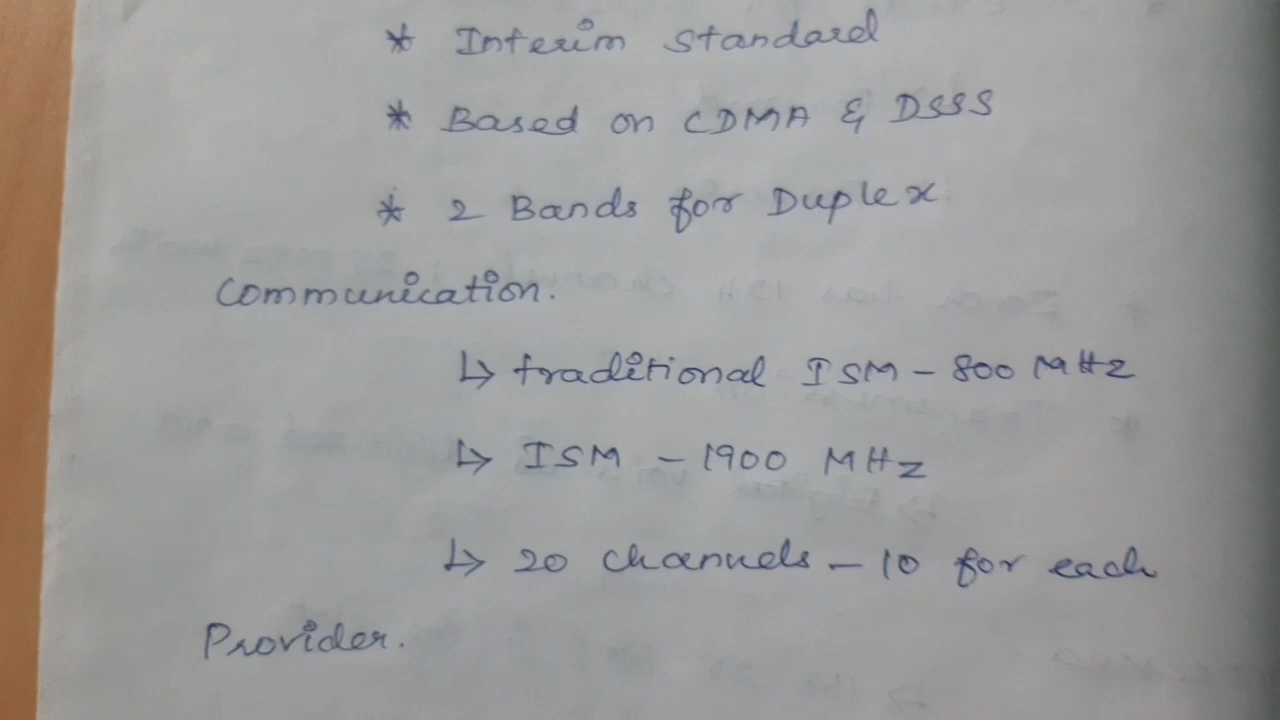 * Interim standard
* Based on CDMA & DSSS
* 2 Bands for Duplex
Communication.
↳ traditional ISM - 800 MHz
↳ ISM - 1900 MHz
↳ 20 channels - 10 for each
Provider.